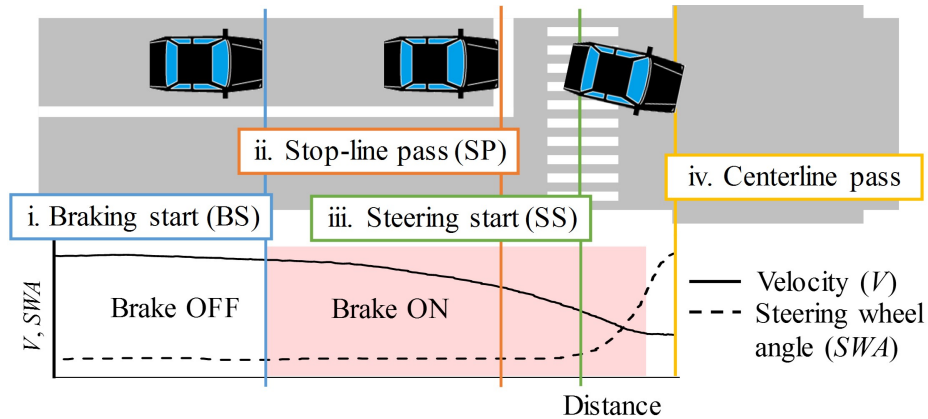 ii. Stop-line pass (SP)
iv. Centerline pass
i. Braking start (BS)
iii. Steering start (SS)
V, SWA
Brake OFF
Brake ON
Velocity (V)
Steering wheel
angle (SWA)
Distance